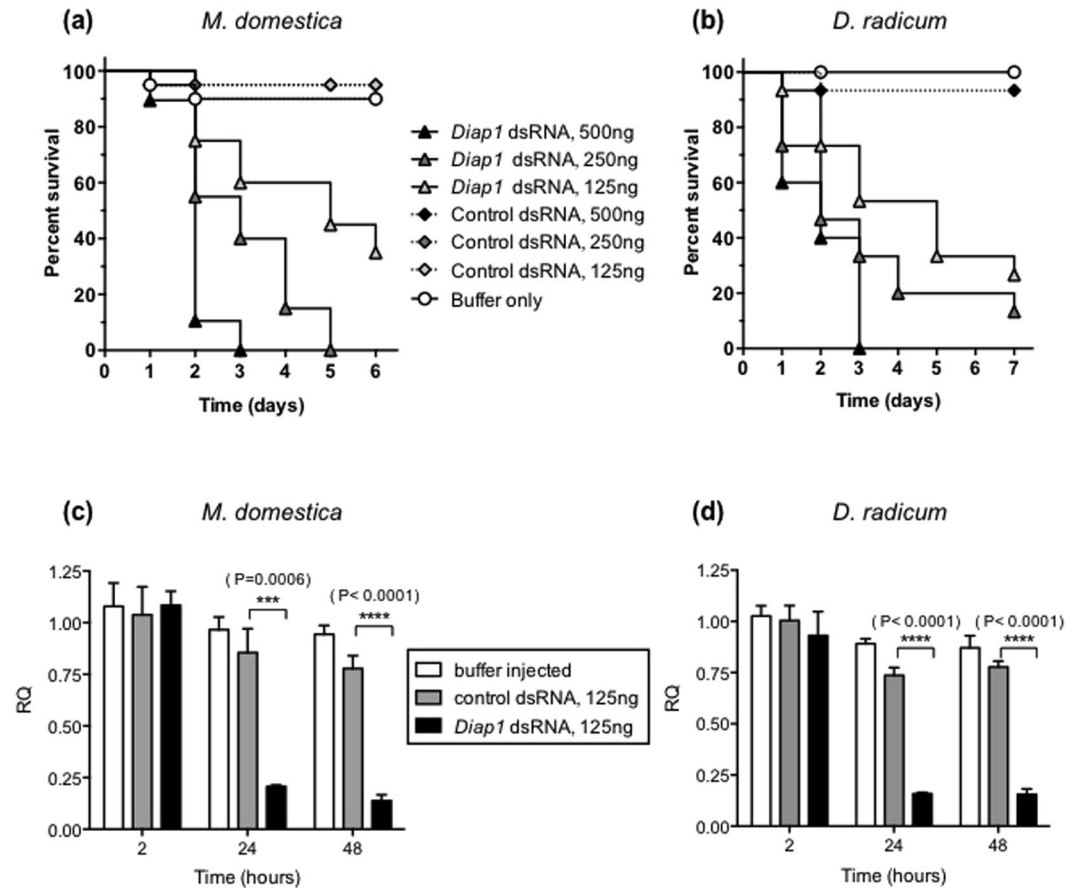 (a) M. domestica
Percent survival
100
80
60
40
20
0
0 1 2 3 4 5 6
Time (days)
Diap1 dsRNA, 500ng
Diap1 dsRNA, 250ng
Diap1 dsRNA, 125ng
Control dsRNA, 500ng
Control dsRNA, 250ng
Control dsRNA, 125ng
Buffer only
(b) D. radicum
Percent survival
100
80
60
40
20
0
0 1 2 3 4 5 6 7
Time (days)
(c) M. domestica
RQ
1.25
1.00
0.75
0.50
0.25
0.00
( P=0.0006)
***
(P< 0.0001)
****
2 24 48
Time (hours)
buffer injected
control dsRNA, 125ng
Diap1 dsRNA, 125ng
(d) D. radicum
RQ
1.25
1.00
0.75
0.50
0.25
0.00
(P< 0.0001) (P< 0.0001)
**** ****
2 24 48
Time (hours)